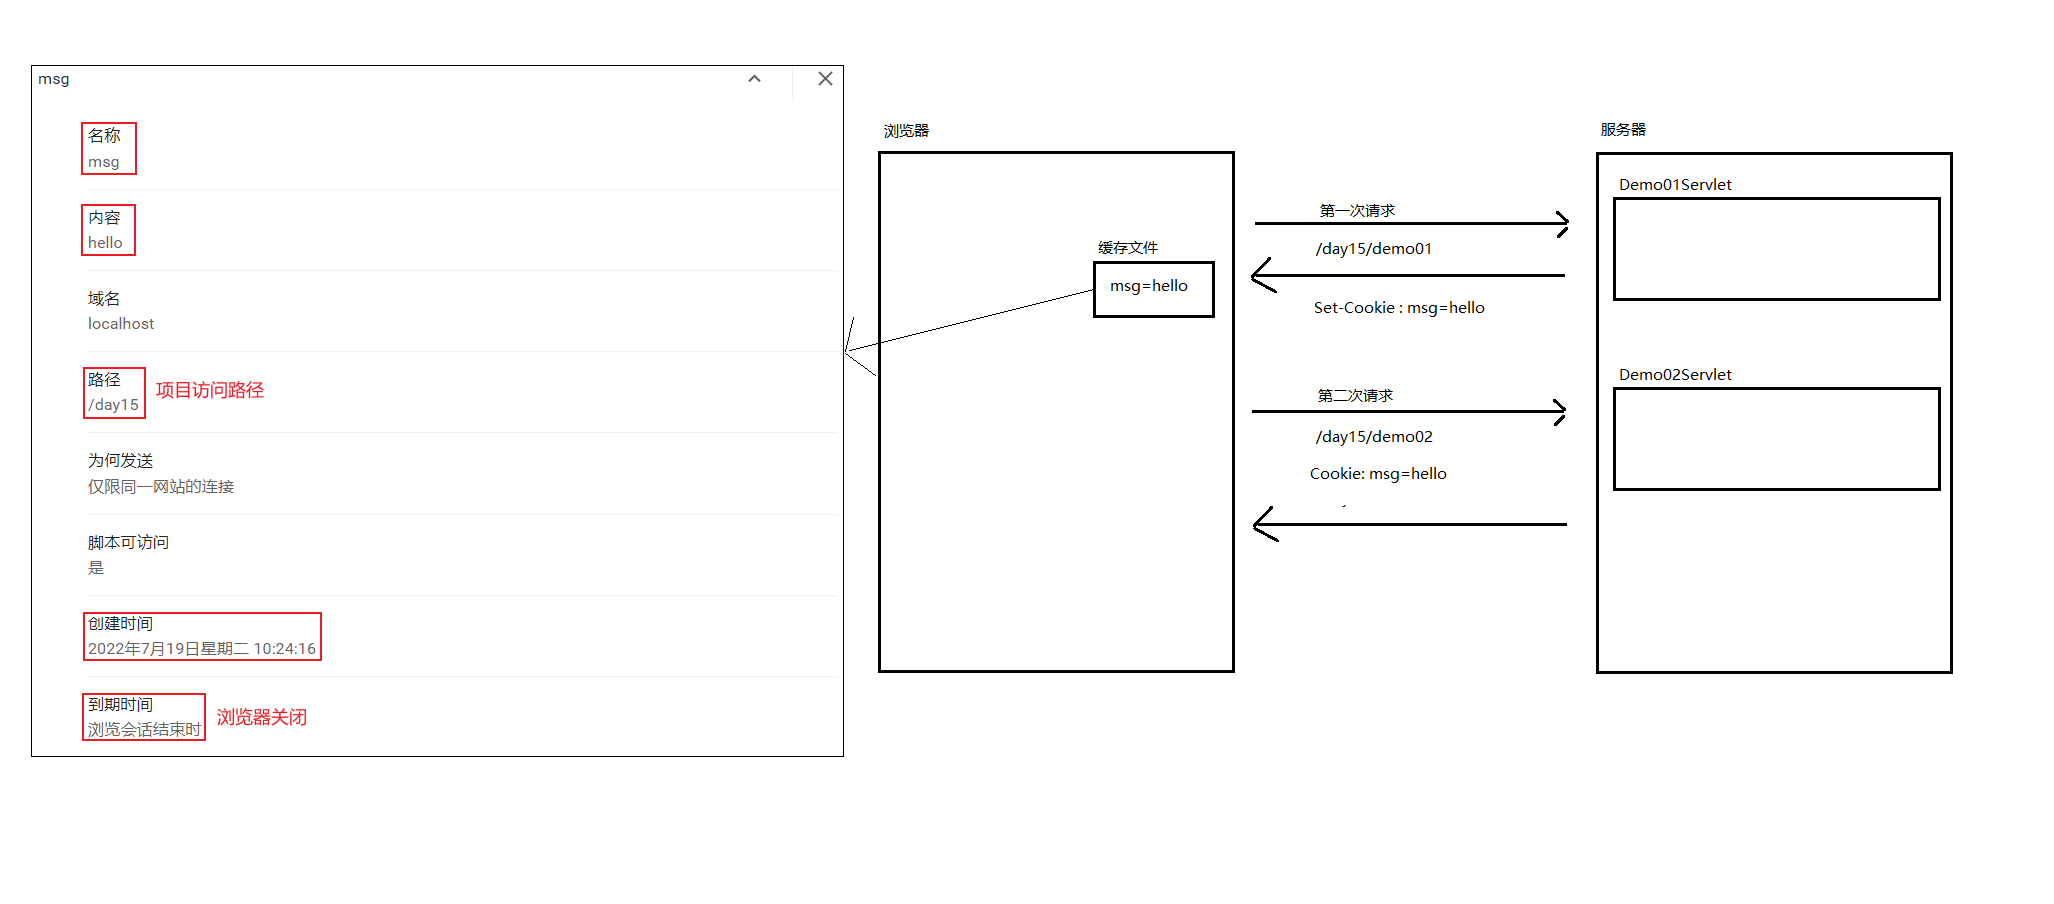 msg
名称
msg
内容
hello
域名
localhost
路径
/day15
项目访问路径
为何发送
仅限同一网站的连接
脚本可访问
是
创建时间
2022年7月19日星期二 10:24:16
到期时间
浏览会话结束时
浏览器关闭
浏览器
缓存文件
msg=hello
第一次请求
/day15/demo01
Set-Cookie : msg=hello
第二次请求
/day15/demo02
Cookie: msg=hello
服务器
Demo01Servlet
Demo02Servlet